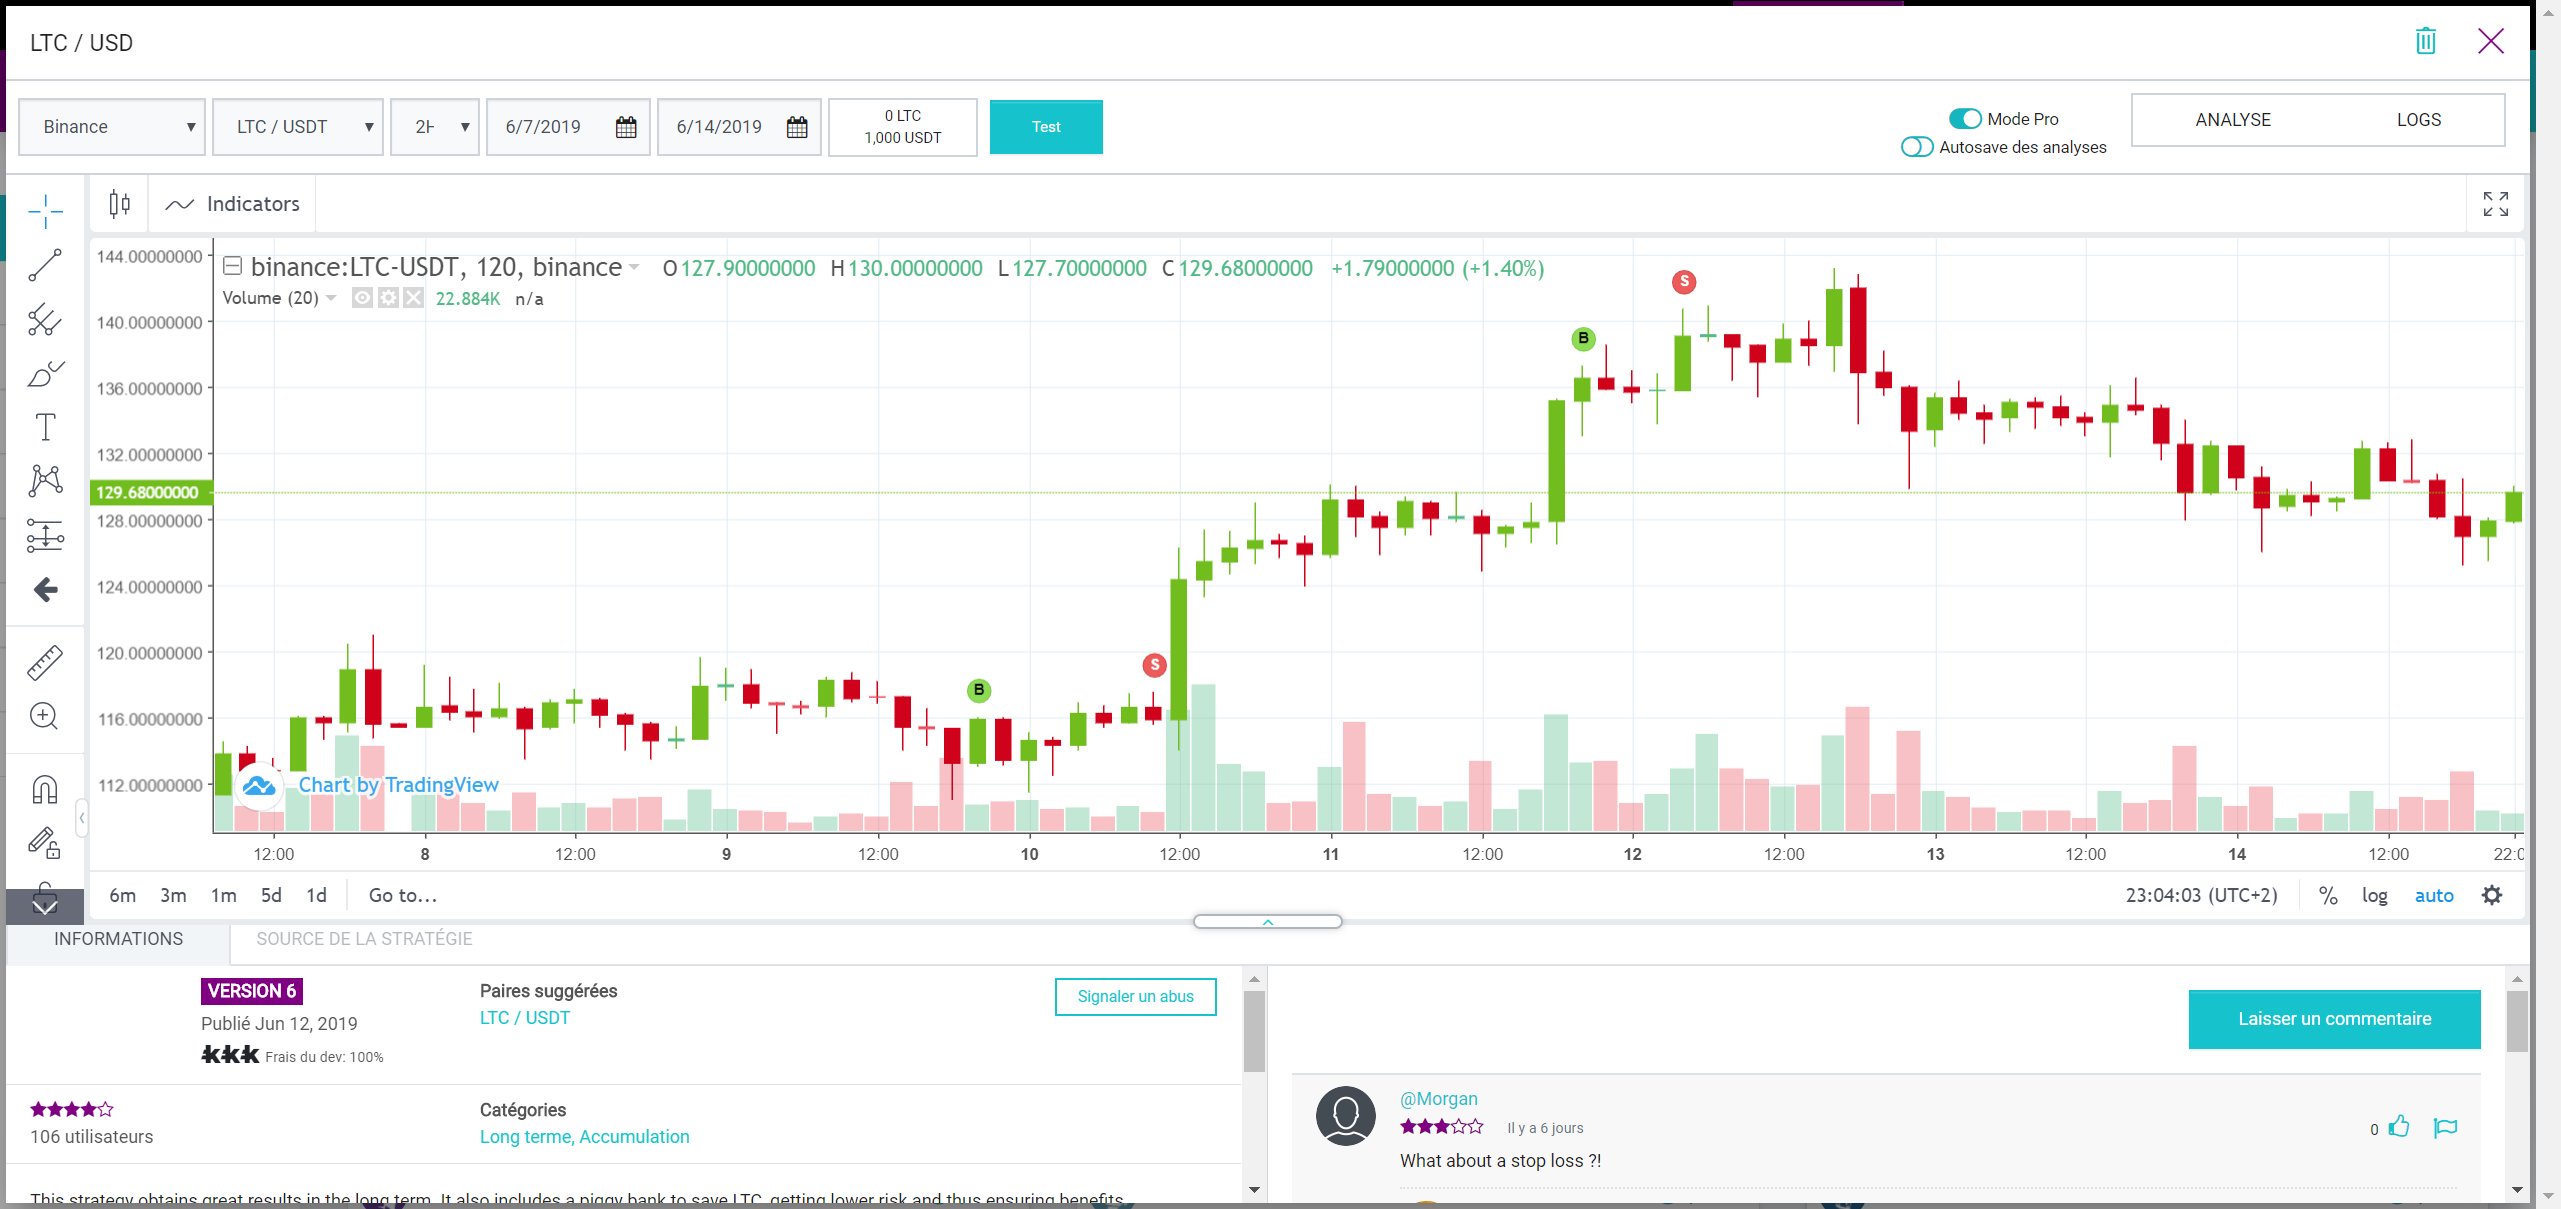 LTC / USD
Binance
LTC / USDT
2H
6/7/2019
6/14/2019
0 LTC
1,000 USDT
Test
Mode Pro
Autosave des analyses
ANALYSE
LOGS
Indicators
binance:LTC-USDT, 120, binance
O127.90000000 H130.00000000 L127.70000000 C129.68000000 +1.79000000 (+1.40%)
Volume (20)
22.884K n/a
144.00000000
140.00000000
136.00000000
132.00000000
129.68000000
128.00000000
124.00000000
120.00000000
116.00000000
112.00000000
B
S
B
S
Chart by TradingView
12:00 8 12:00 9 12:00 10 12:00 11 12:00 12 12:00 13 12:00 14 12:00 22:0
6m 3m 1m 5d 1d Go to...
23:04:03 (UTC+2) % log auto
INFORMATIONS
SOURCE DE LA STRATÉGIE
VERSION 6
Publié Jun 12, 2019
Frais du dev: 100%
Paires suggérées
LTC / USDT
Signaler un abus
106 utilisateurs
Catégories
Long terme, Accumulation
This strategy obtains great results in the long term. It also includes a piggy bank to save LTC, getting lower risk and thus ensuring benefits
Laisser un commentaire
@Morgan
Il y a 6 jours
0
What about a stop loss ?!